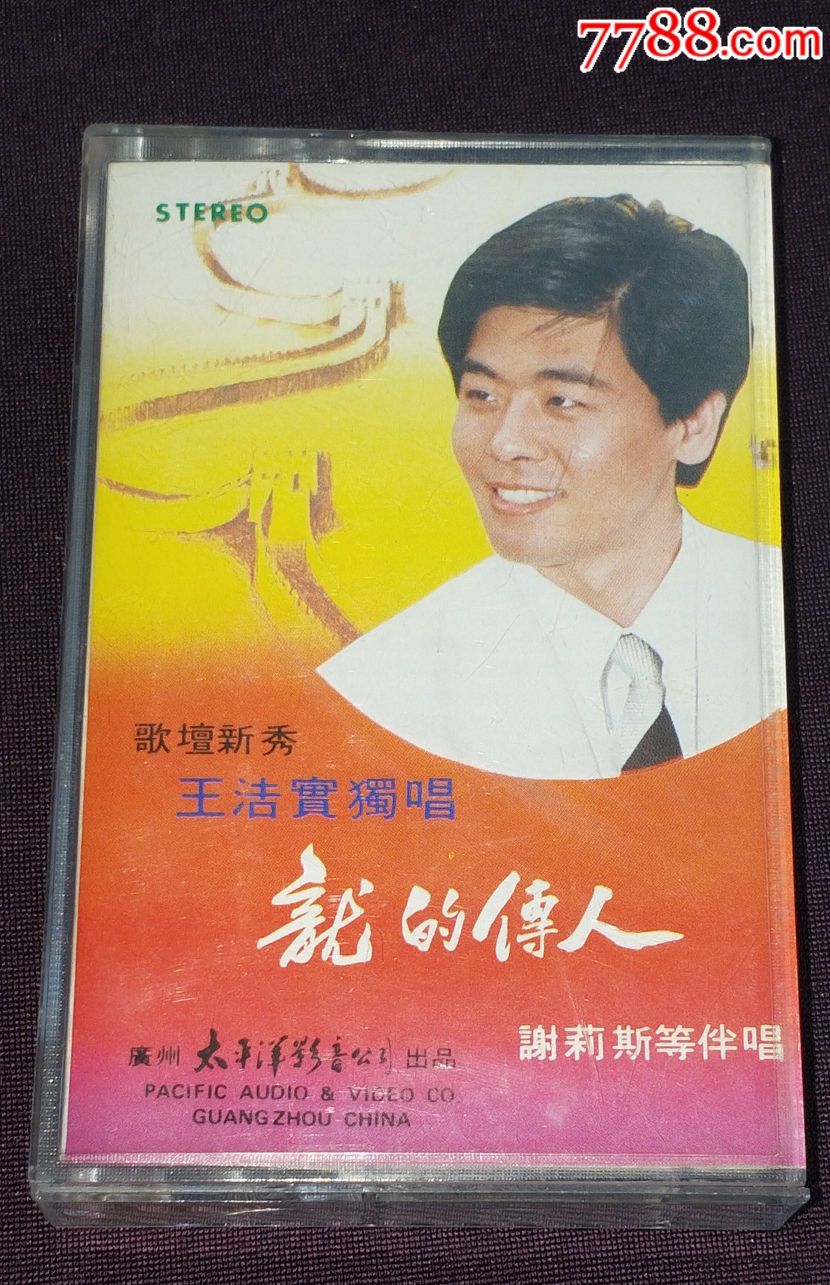 7788.com
STEREO
歌壇新秀
王洁實獨唱
龍的傳人
謝莉斯等伴唱
廣州 太平洋影音公司 出品
PACIFIC AUDIO & VIDEO CO
GUANGZHOU CHINA